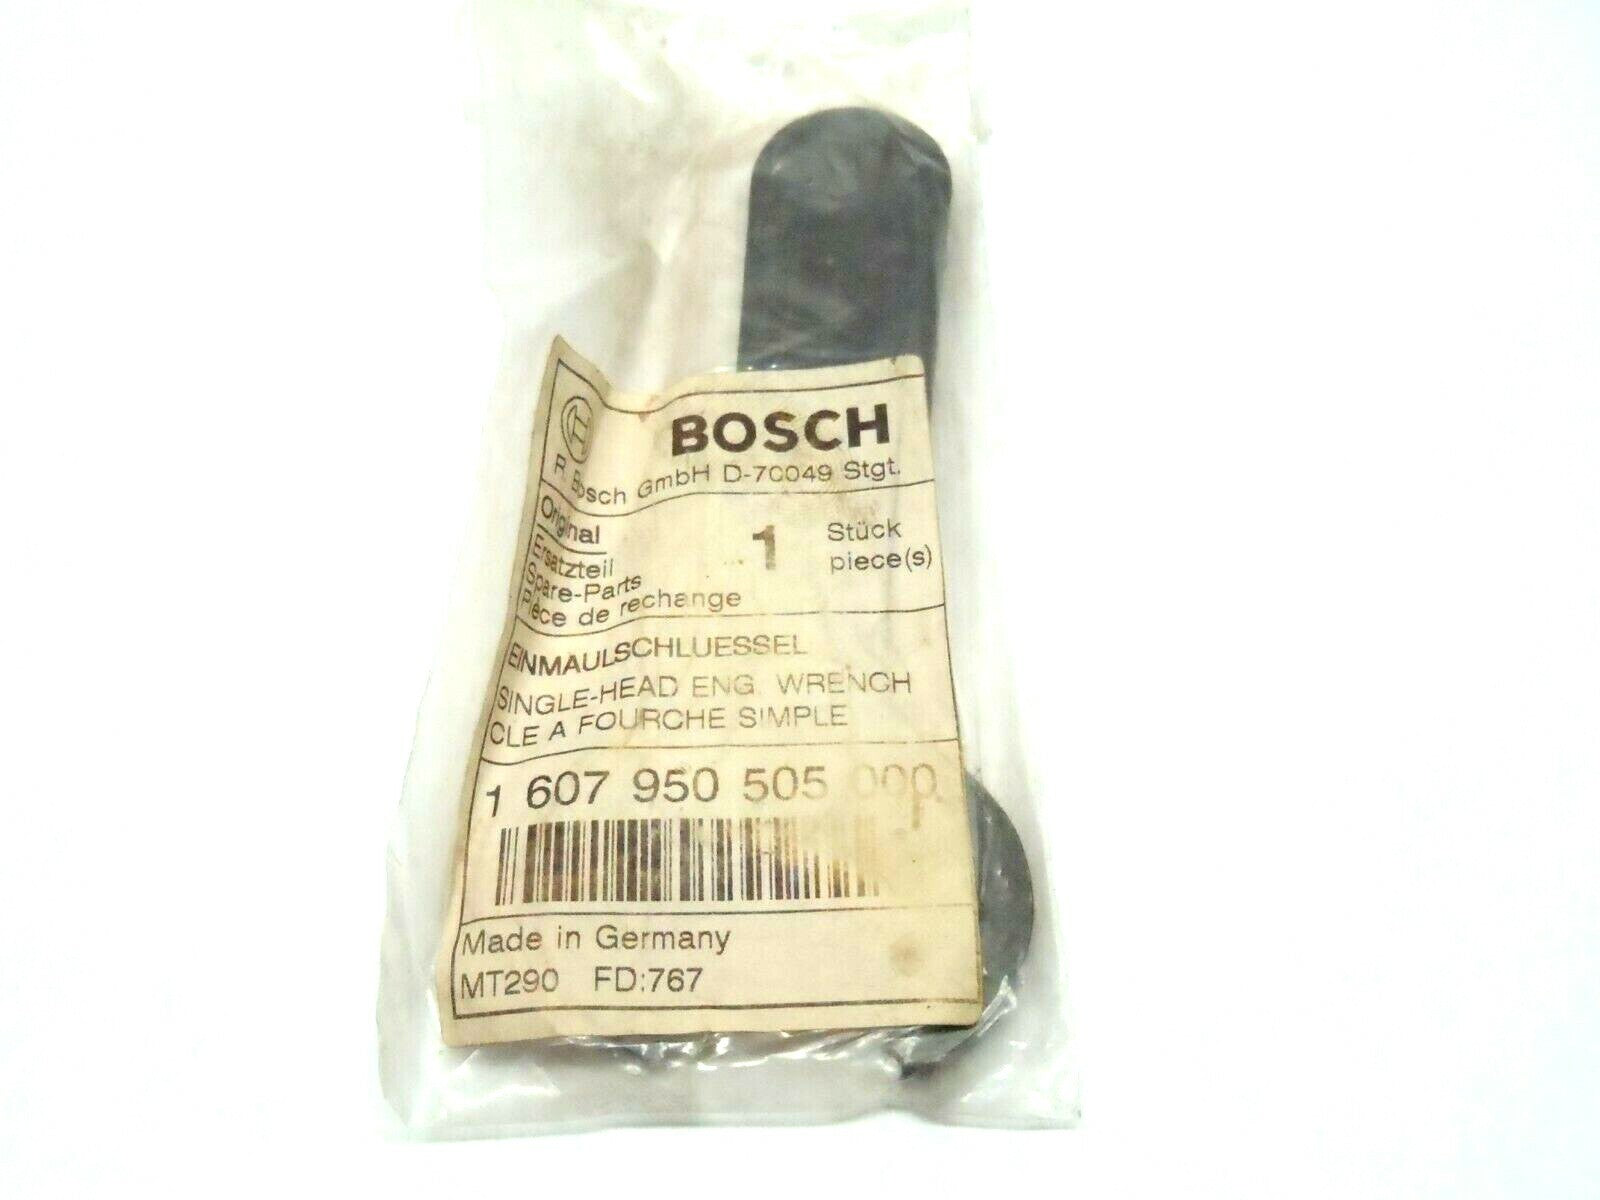 BOSCH
R. Bosch GmbH D-70049 Stgt.
Original
Ersatzteil
Spare-Parts
Pièce de rechange
1 Stück
piece(s)
EINMAULSCHLUESSEL
SINGLE-HEAD ENG. WRENCH
CLE A FOURCHE SIMPLE
1 607 950 505 000
Made in Germany
MT290 FD:767